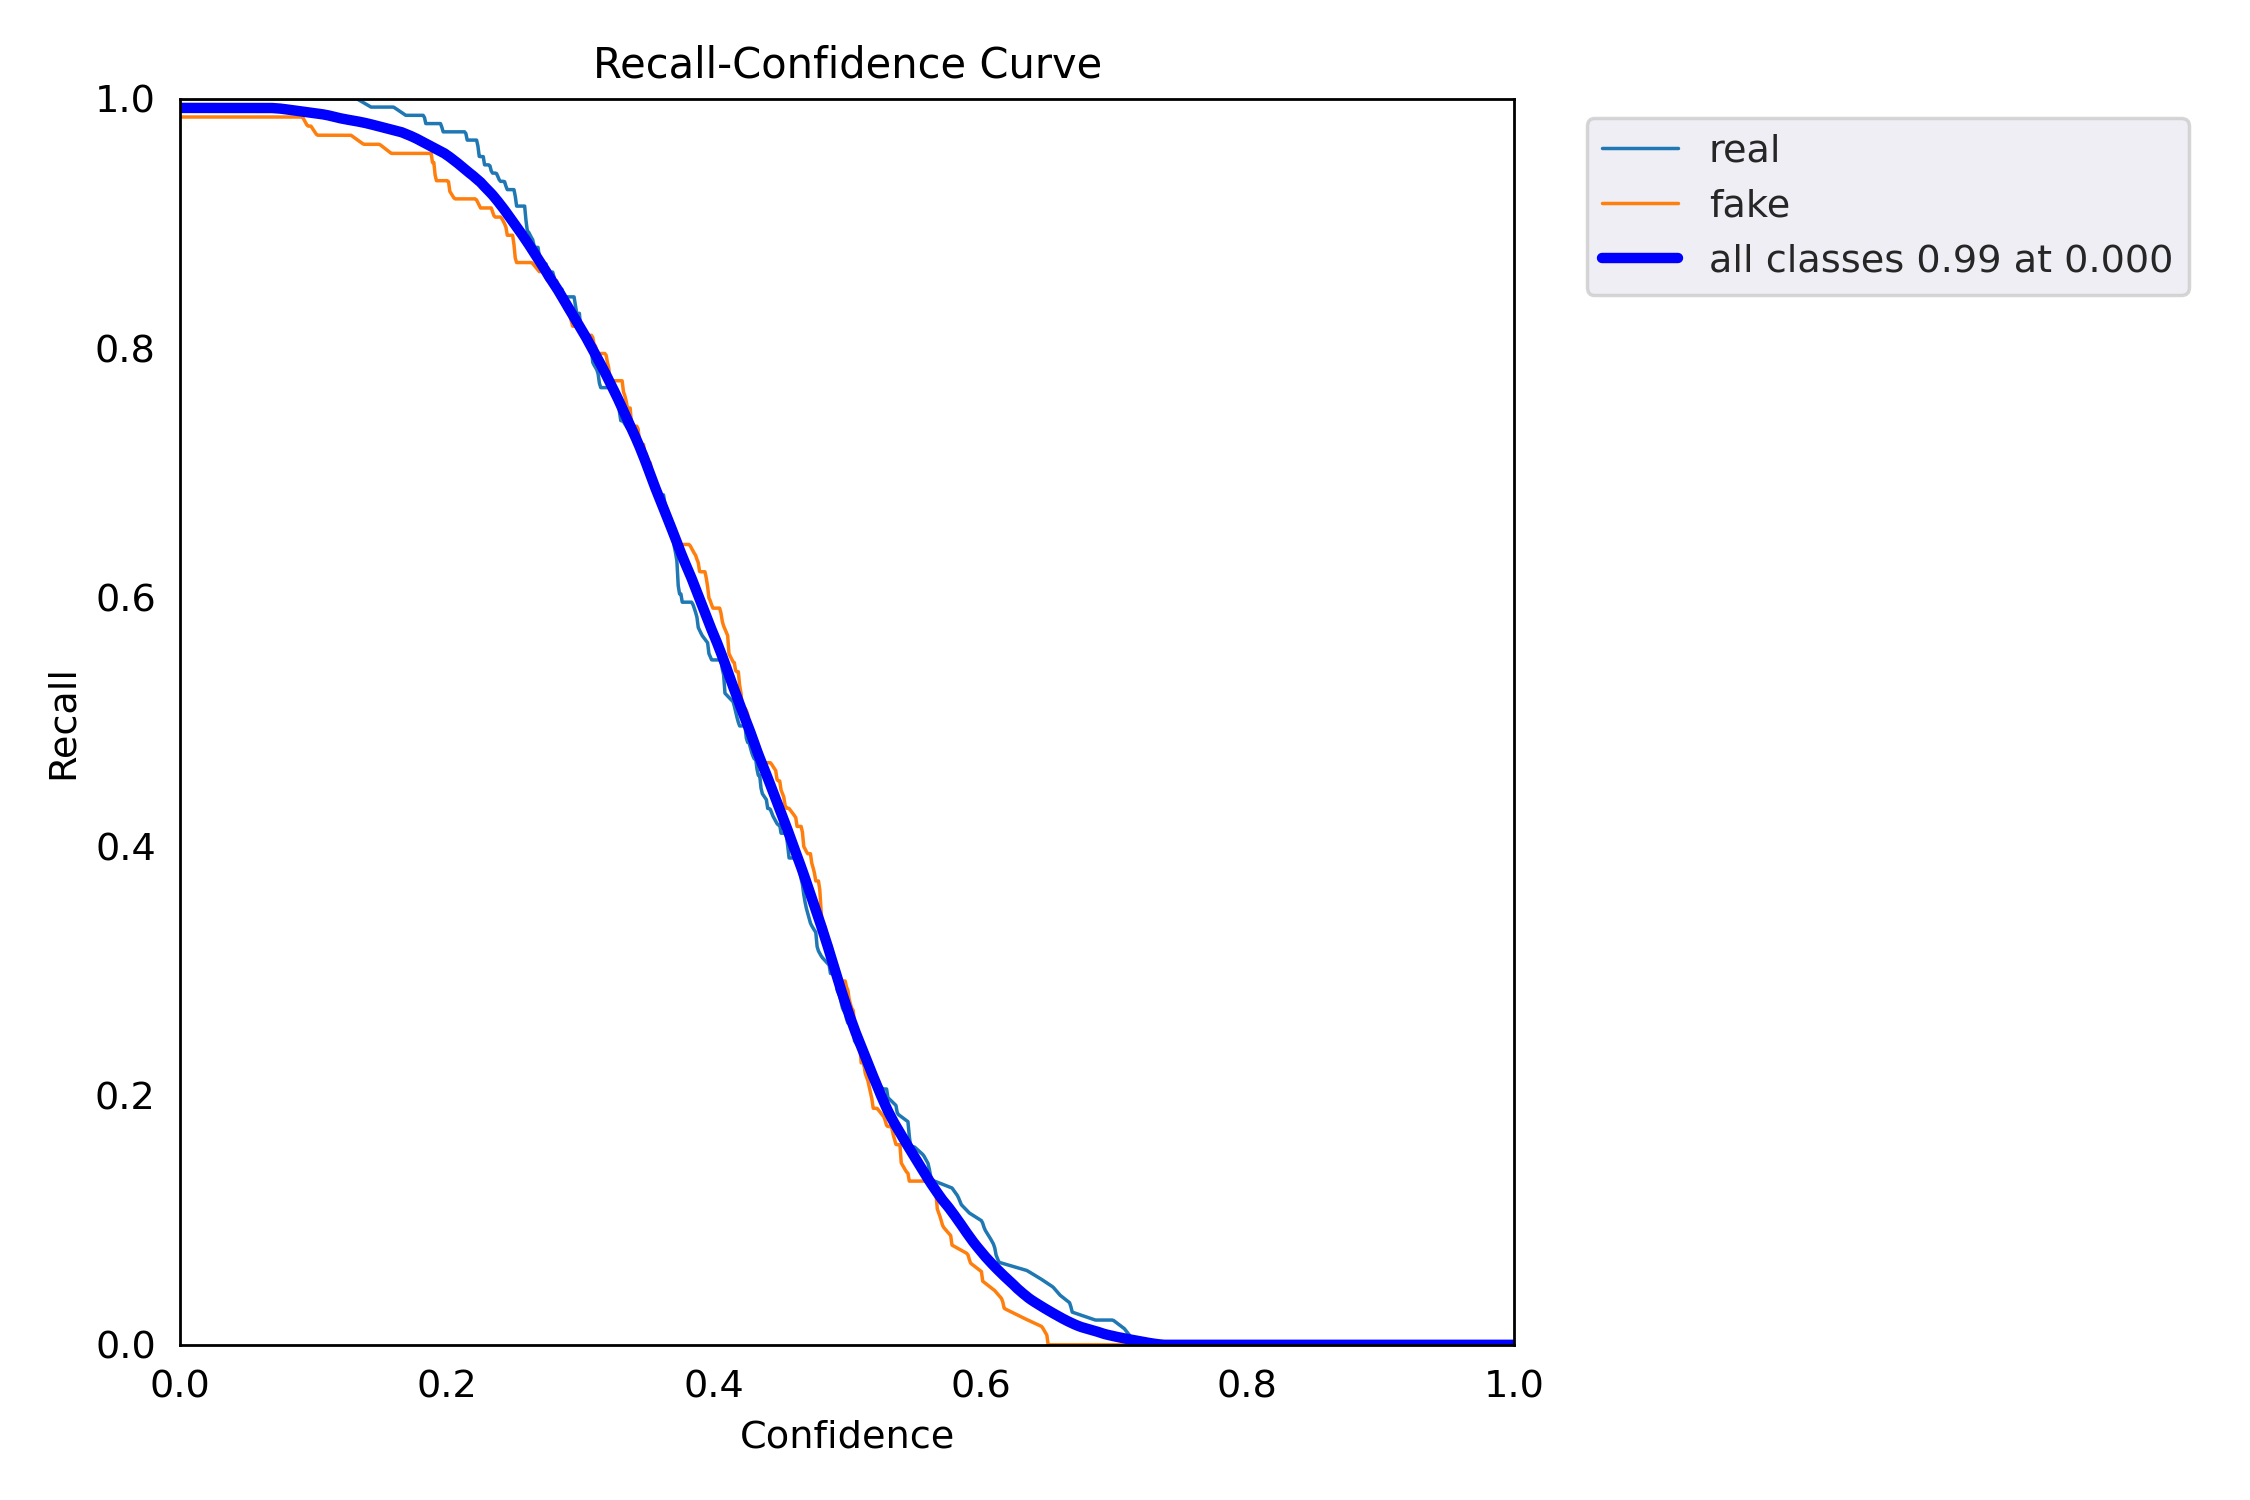 Recall-Confidence Curve
1.0
0.8
0.6
0.4
0.2
0.0
Recall
0.0 0.2 0.4 0.6 0.8 1.0
Confidence
real
fake
all classes 0.99 at 0.000